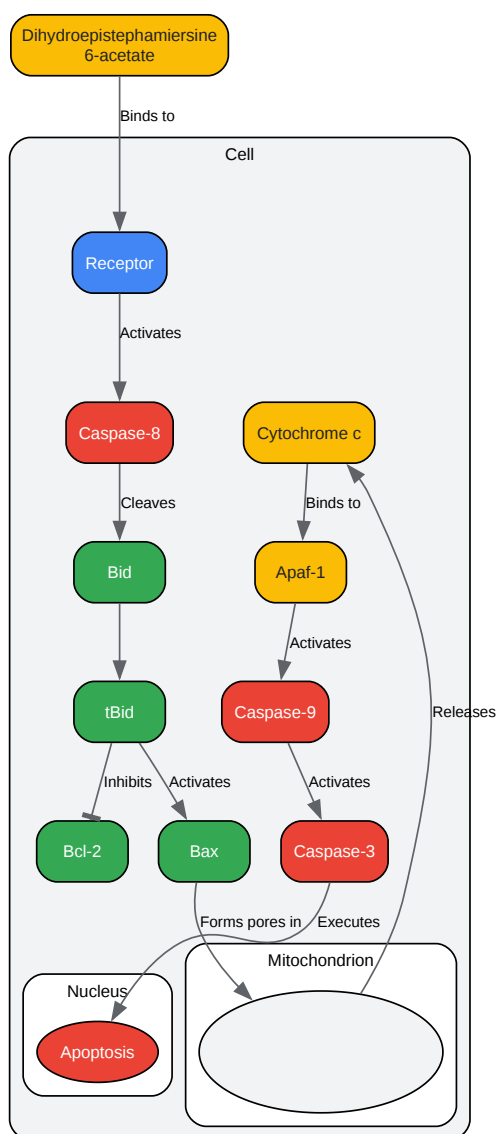 Dihydroepistephamiersine
6-acetate
Binds to
Cell
Receptor
Activates
Caspase-8
Cytochrome c
Cleaves
Binds to
Bid
Apaf-1
Activates
tBid
Caspase-9
Releases
Inhibits
Activates
Activates
Bcl-2
Bax
Caspase-3
Forms pores in
Executes
Mitochondrion
Nucleus
Apoptosis